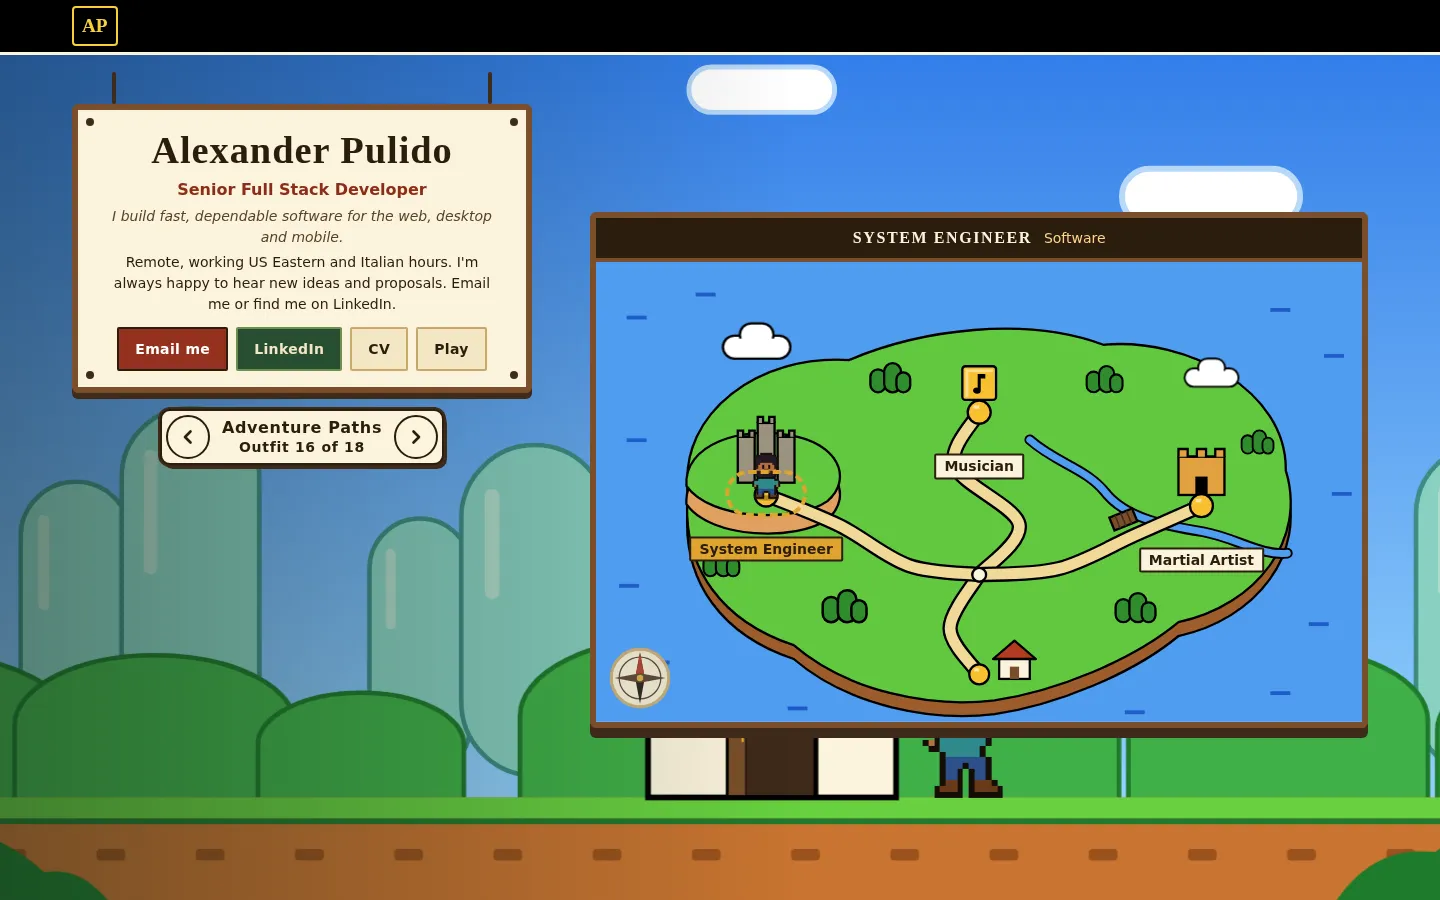 AP
Alexander Pulido
Senior Full Stack Developer
I build fast, dependable software for the web, desktop
and mobile.
Remote, working US Eastern and Italian hours. I'm
always happy to hear new ideas and proposals. Email
me or find me on LinkedIn.
Email me
LinkedIn
CV
Play
Adventure Paths
Outfit 16 of 18
SYSTEM ENGINEER Software
Musician
System Engineer
Martial Artist